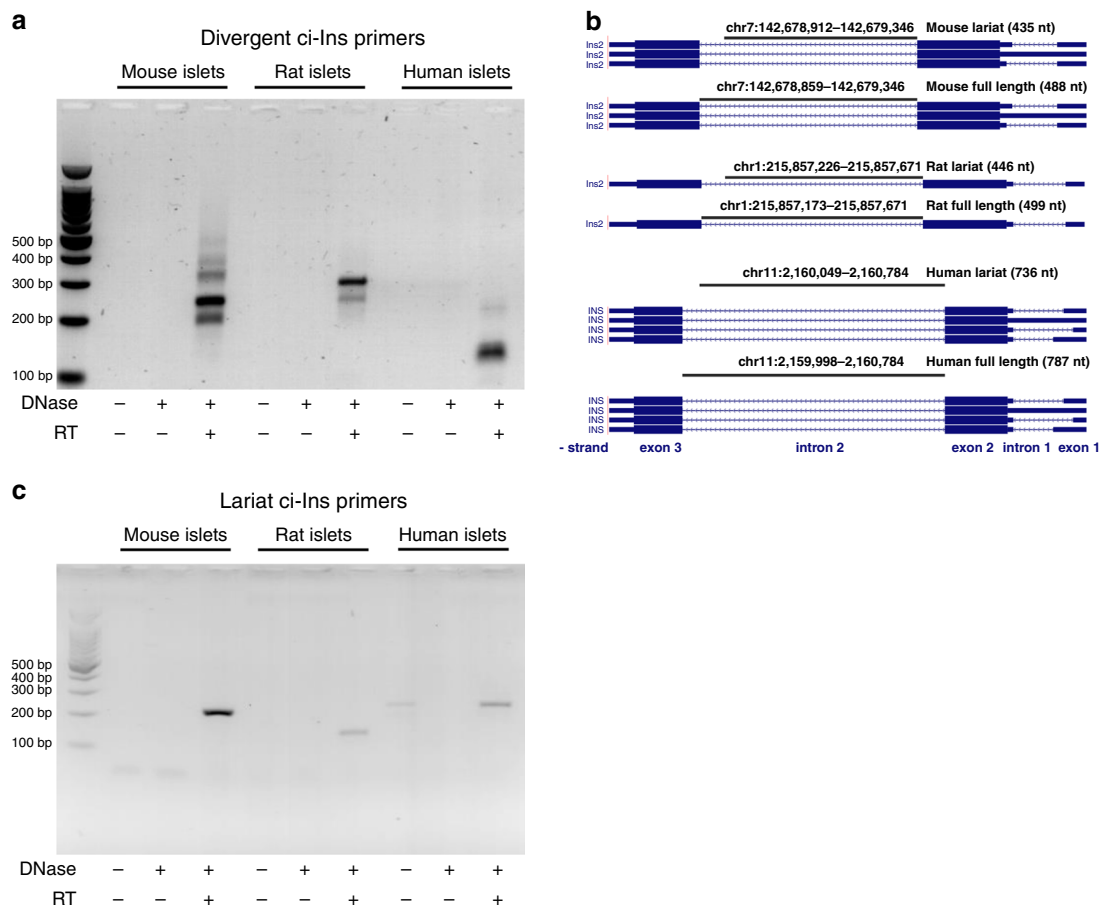 a
Divergent ci-Ins primers
Mouse islets Rat islets Human islets
500 bp
400 bp
300 bp
200 bp
100 bp
DNase – + + – + + – + +
RT – – + – – + – – +
b
chr7:142,678,912–142,679,346 Mouse lariat (435 nt)
Ins2
Ins2
Ins2
chr7:142,678,859–142,679,346 Mouse full length (488 nt)
Ins2
Ins2
Ins2
chr1:215,857,226–215,857,671 Rat lariat (446 nt)
Ins2
chr1:215,857,173–215,857,671 Rat full length (499 nt)
Ins2
chr11:2,160,049–2,160,784 Human lariat (736 nt)
INS
INS
INS
INS
chr11:2,159,998–2,160,784 Human full length (787 nt)
INS
INS
INS
INS
- strand exon 3 intron 2 exon 2 intron 1 exon 1
c
Lariat ci-Ins primers
Mouse islets Rat islets Human islets
500 bp
400 bp
300 bp
200 bp
100 bp
DNase – + + – + + – + +
RT – – + – – + – – +